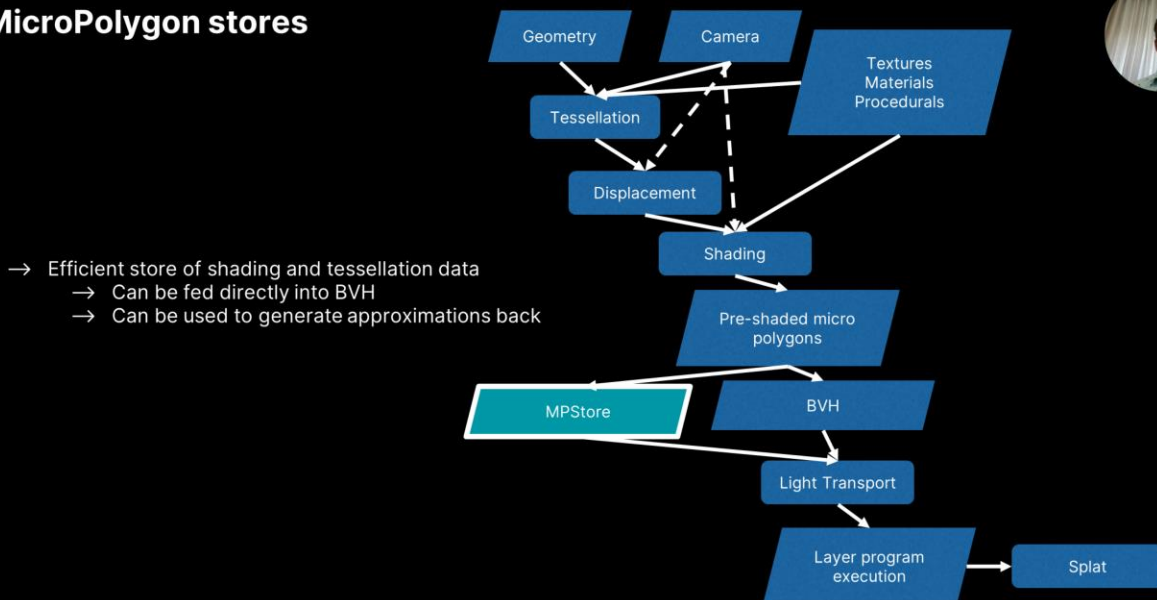 MicroPolygon stores
Geometry
Camera
Textures
Materials
Procedurals
Tessellation
Displacement
Shading
→ Efficient store of shading and tessellation data
→ Can be fed directly into BVH
→ Can be used to generate approximations back
Pre-shaded micro
polygons
MPStore
BVH
Light Transport
Layer program
execution
Splat